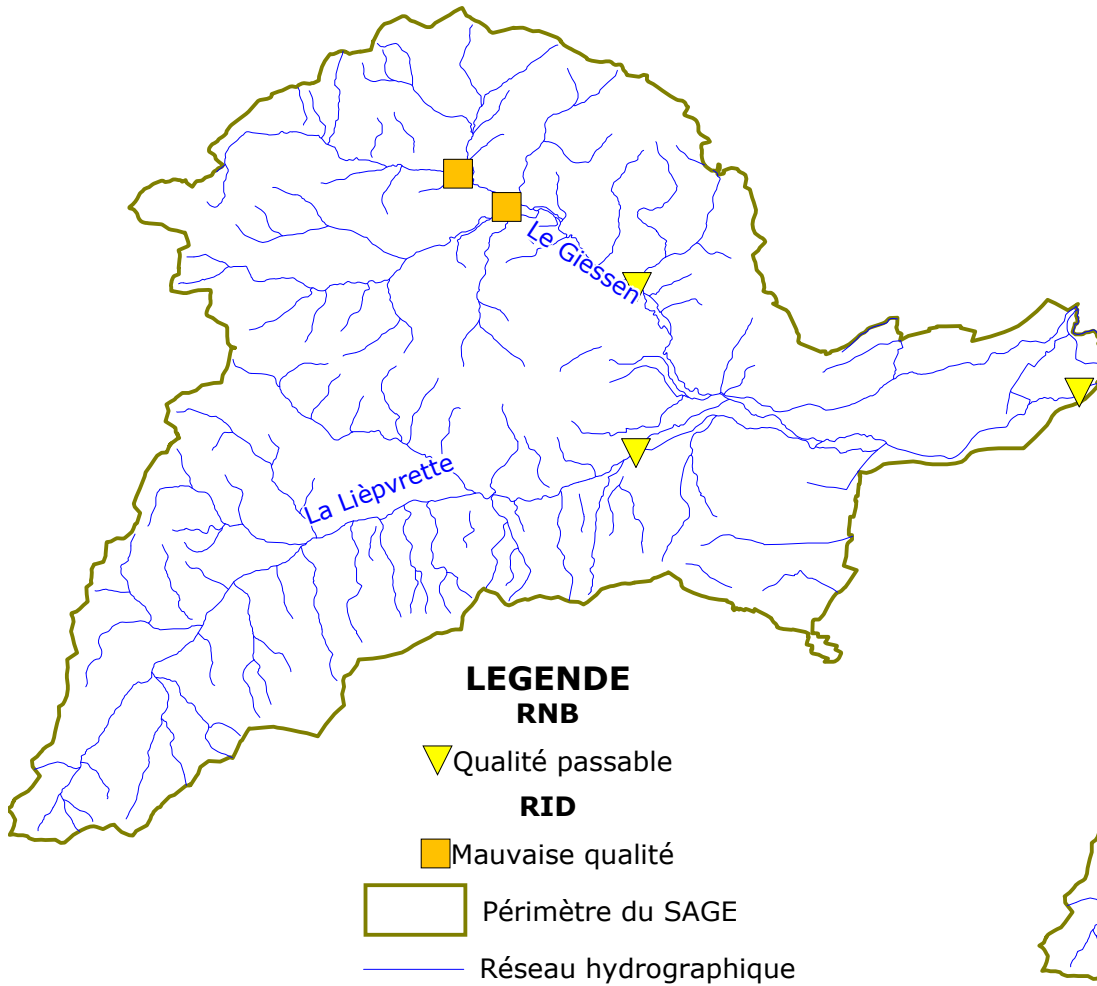 Le Giessen
La Lièpvrette
LEGENDE
RNB
Qualité passable
RID
Mauvaise qualité
Périmètre du SAGE
Réseau hydrographique